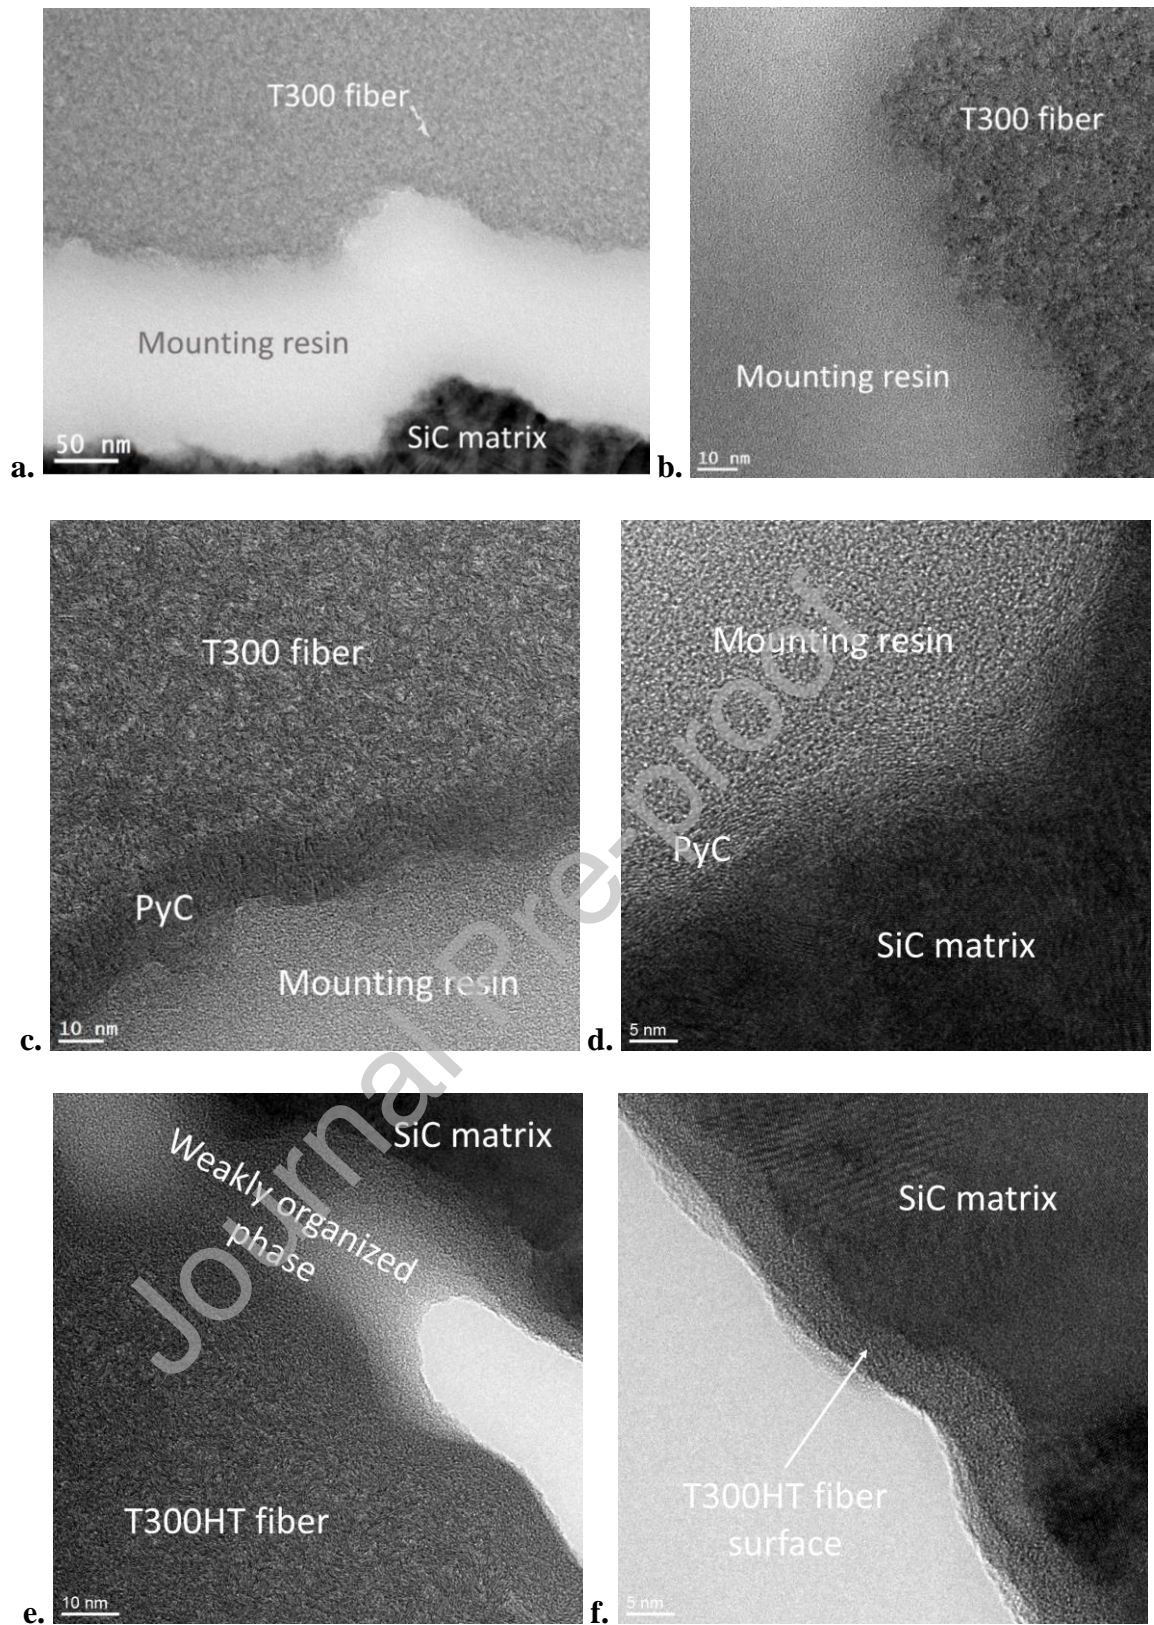 T300 fiber
Mounting resin
SiC matrix
50 nm
a.
T300 fiber
Mounting resin
10 nm
b.
T300 fiber
PyC
Mounting resin
10 nm
c.
Mounting resin
PyC
SiC matrix
5 nm
d.
SiC matrix
Weakly organized
phase
T300HT fiber
10 nm
e.
SiC matrix
T300HT fiber
surface
5 nm
f.
Journal Pre-proof